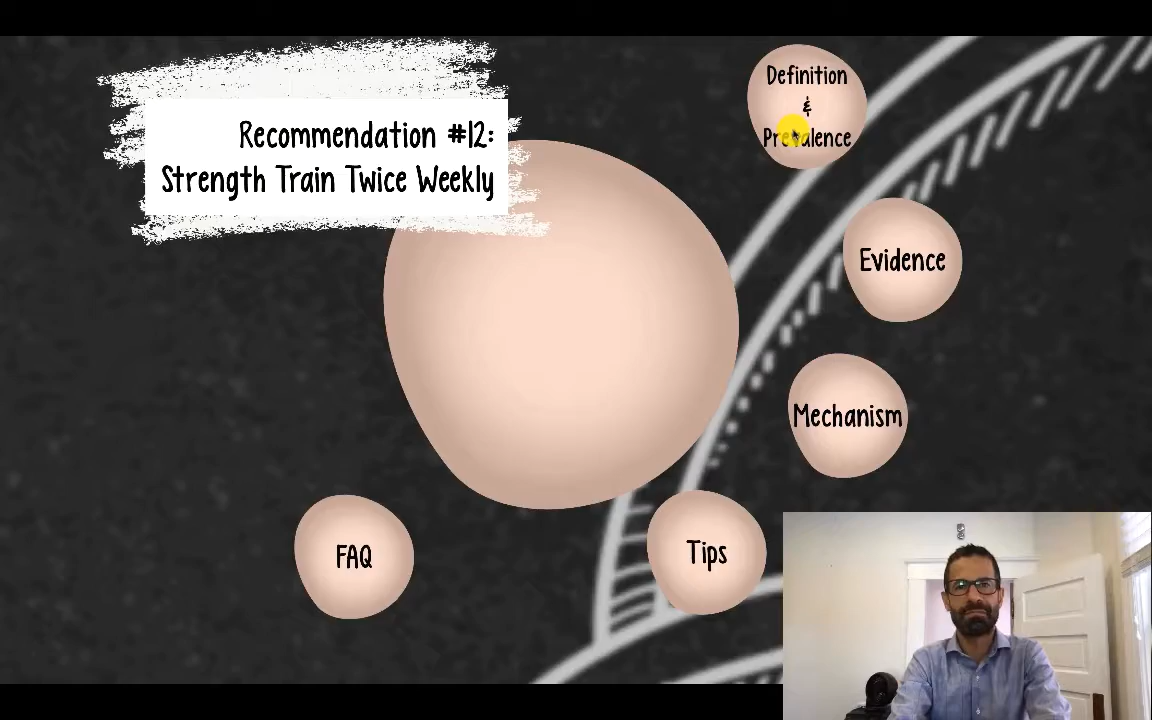 Recommendation #12:
Strength Train Twice Weekly
Definition
&
Prevalence
Evidence
Mechanism
Tips
FAQ